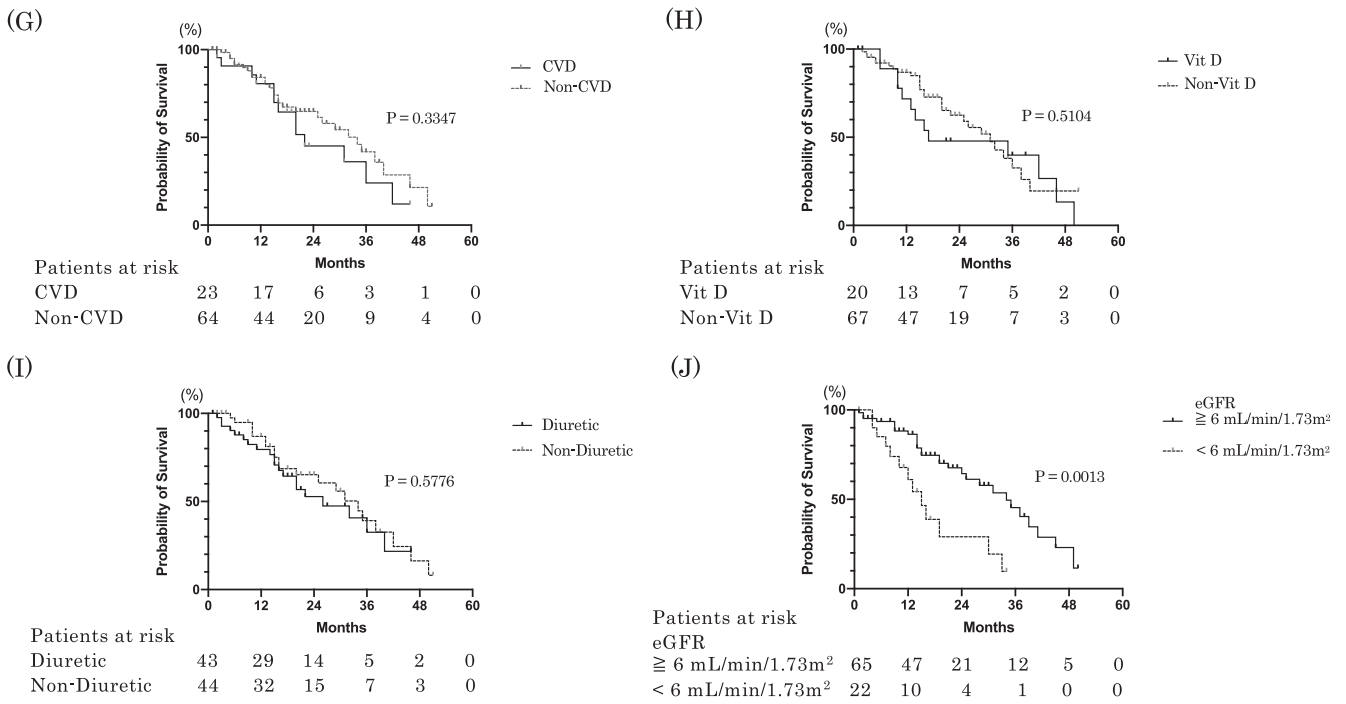 (G)
(%)
Probability of Survival
100
50
0
0 12 24 36 48 60
Months
CVD
Non-CVD
P = 0.3347
Patients at risk
CVD 23 17 6 3 1 0
Non-CVD 64 44 20 9 4 0
(H)
(%)
Probability of Survival
100
50
0
0 12 24 36 48 60
Months
Vit D
Non-Vit D
P = 0.5104
Patients at risk
Vit D 20 13 7 5 2 0
Non-Vit D 67 47 19 7 3 0
(I)
(%)
Probability of Survival
100
50
0
0 12 24 36 48 60
Months
Diuretic
Non-Diuretic
P = 0.5776
Patients at risk
Diuretic 43 29 14 5 2 0
Non-Diuretic 44 32 15 7 3 0
(J)
(%)
Probability of Survival
100
50
0
0 12 24 36 48 60
Months
eGFR
≧ 6 mL/min/1.73m²
< 6 mL/min/1.73m²
P = 0.0013
Patients at risk
eGFR
≧ 6 mL/min/1.73m² 65 47 21 12 5 0
< 6 mL/min/1.73m² 22 10 4 1 0 0